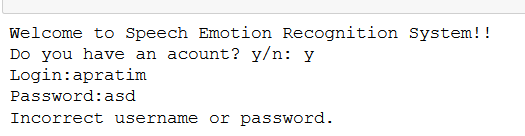 Welcome to Speech Emotion Recognition System!!
Do you have an acount? y/n: y
Login:apratim
Password:asd
Incorrect username or password.